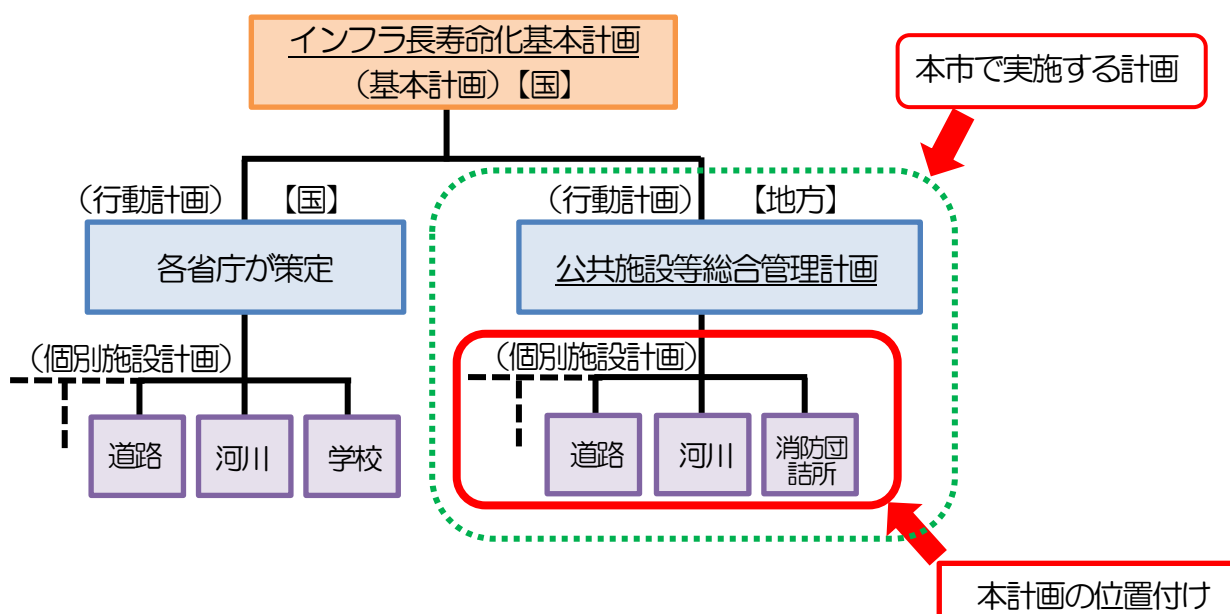 インフラ長寿命化基本計画
（基本計画）【国】
本市で実施する計画
（行動計画）　【国】
各省庁が策定
（個別施設計画）
道路
河川
学校
（行動計画）　【地方】
公共施設等総合管理計画
（個別施設計画）
道路
河川
消防団
詰所
本計画の位置付け